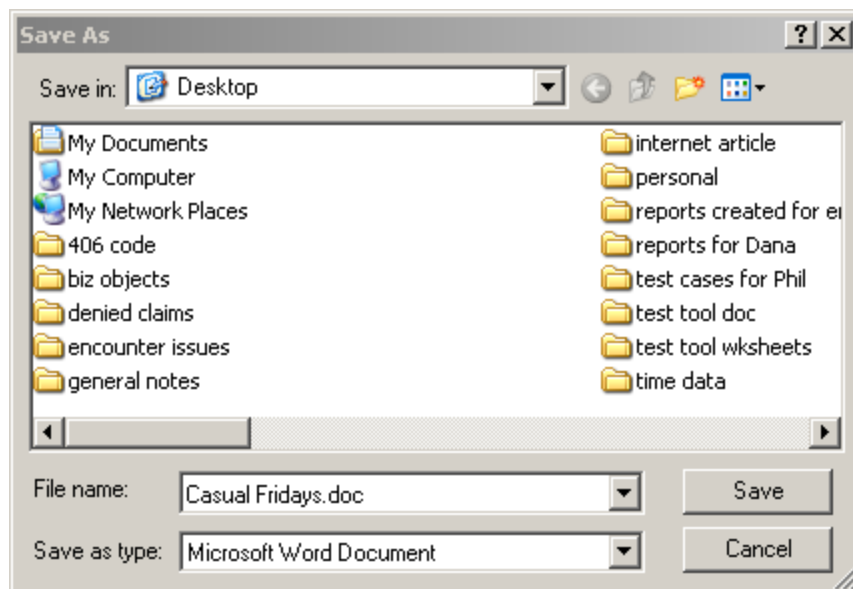 Save As
Save in: Desktop
My Documents
My Computer
My Network Places
406 code
biz objects
denied claims
encounter issues
general notes
internet article
personal
reports created for
reports for Dana
test cases for Phil
test tool doc
test tool wksheets
time data
File name: Casual Fridays.doc Save
Save as type: Microsoft Word Document Cancel